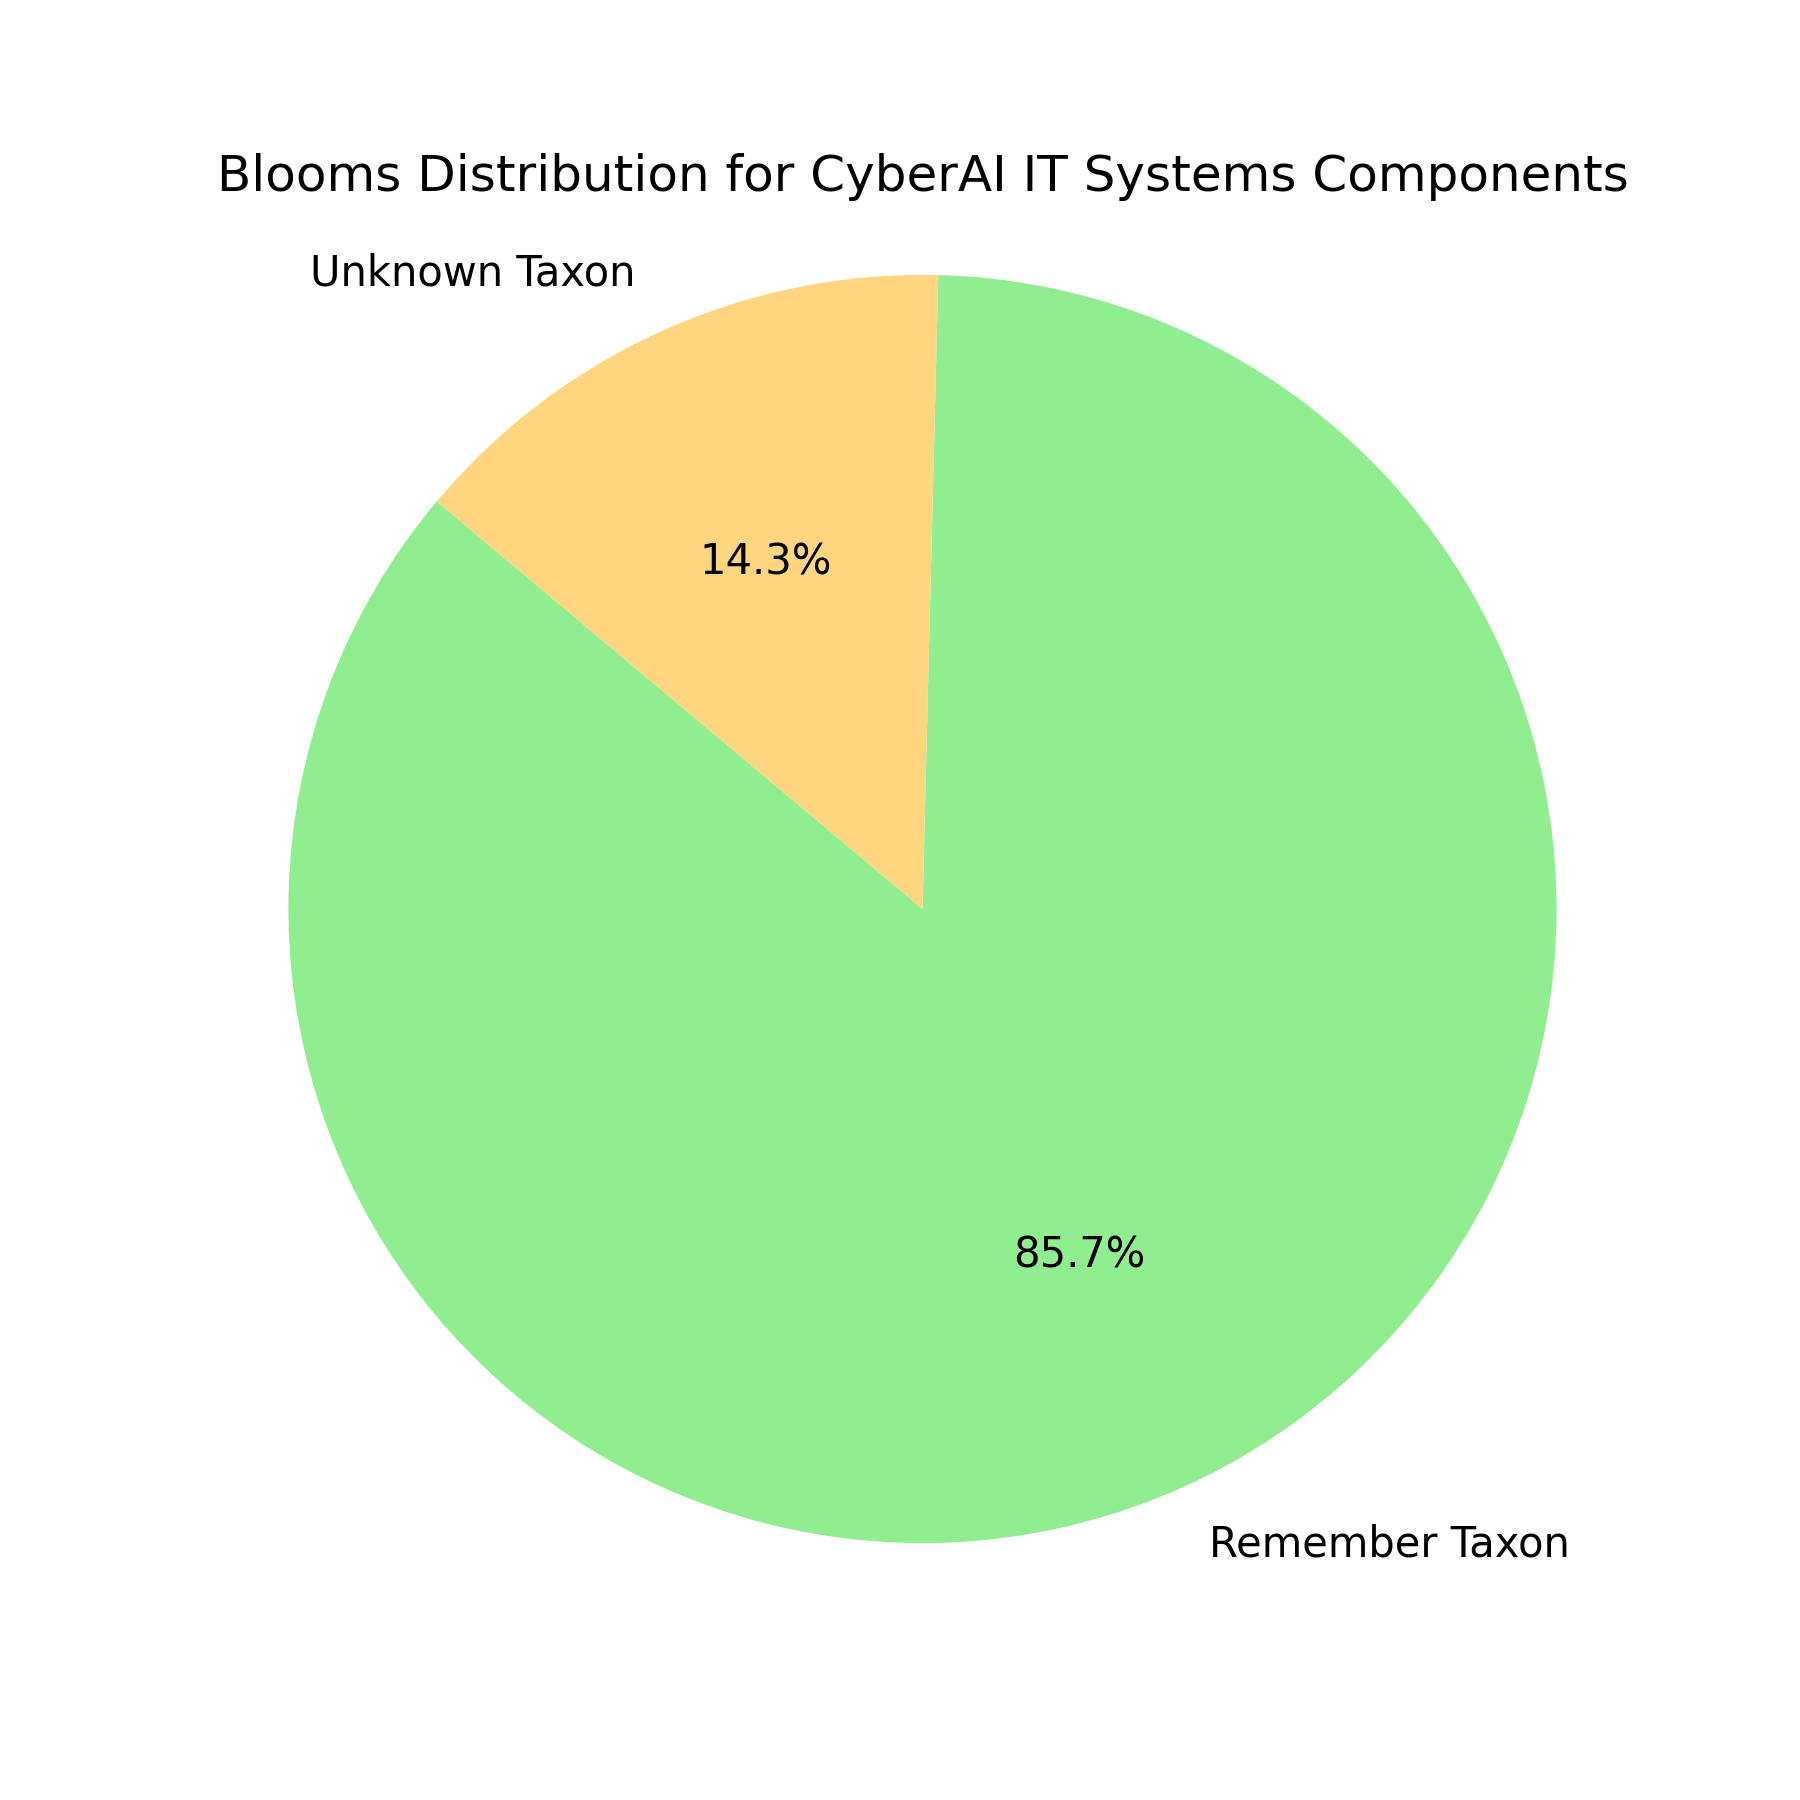 Blooms Distribution for CyberAI IT Systems Components
Unknown Taxon
14.3%
85.7%
Remember Taxon